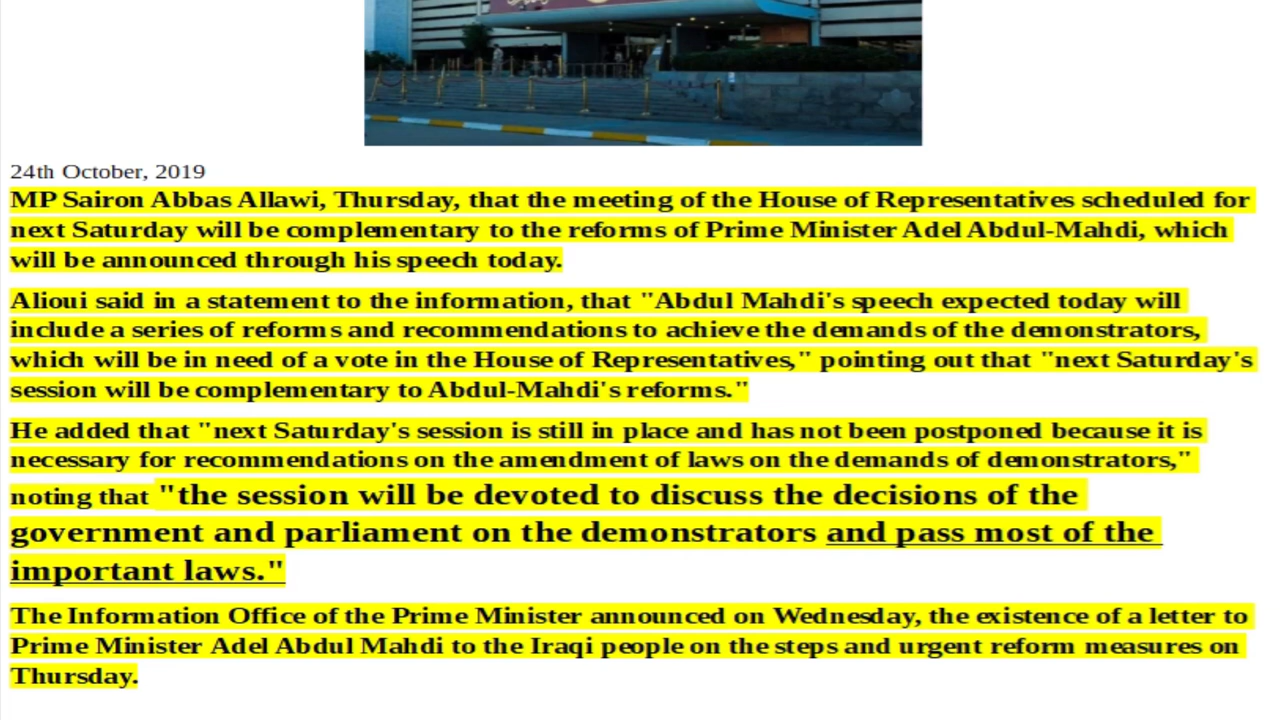 24th October, 2019
MP Sairon Abbas Allawi, Thursday, that the meeting of the House of Representatives scheduled for
next Saturday will be complementary to the reforms of Prime Minister Adel Abdul-Mahdi, which
will be announced through his speech today.
Alioui said in a statement to the information, that "Abdul Mahdi's speech expected today will
include a series of reforms and recommendations to achieve the demands of the demonstrators,
which will be in need of a vote in the House of Representatives," pointing out that "next Saturday's
session will be complementary to Abdul-Mahdi's reforms."
He added that "next Saturday's session is still in place and has not been postponed because it is
necessary for recommendations on the amendment of laws on the demands of demonstrators,"
noting that "the session will be devoted to discuss the decisions of the
government and parliament on the demonstrators and pass most of the
important laws."
The Information Office of the Prime Minister announced on Wednesday, the existence of a letter to
Prime Minister Adel Abdul Mahdi to the Iraqi people on the steps and urgent reform measures on
Thursday.